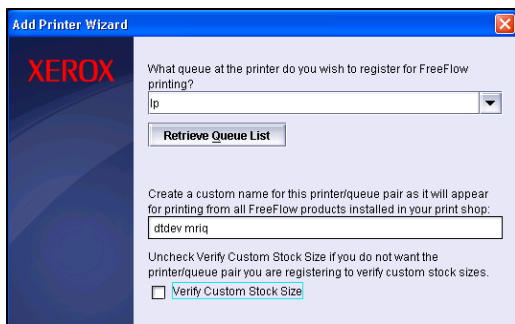 Add Printer Wizard
XEROX
What queue at the printer do you wish to register for FreeFlow
printing?
lp
Retrieve Queue List
Create a custom name for this printer/queue pair as it will appear
for printing from all FreeFlow products installed in your print shop:
dtdev mriq
Uncheck Verify Custom Stock Size if you do not want the
printer/queue pair you are registering to verify custom stock sizes.
Verify Custom Stock Size